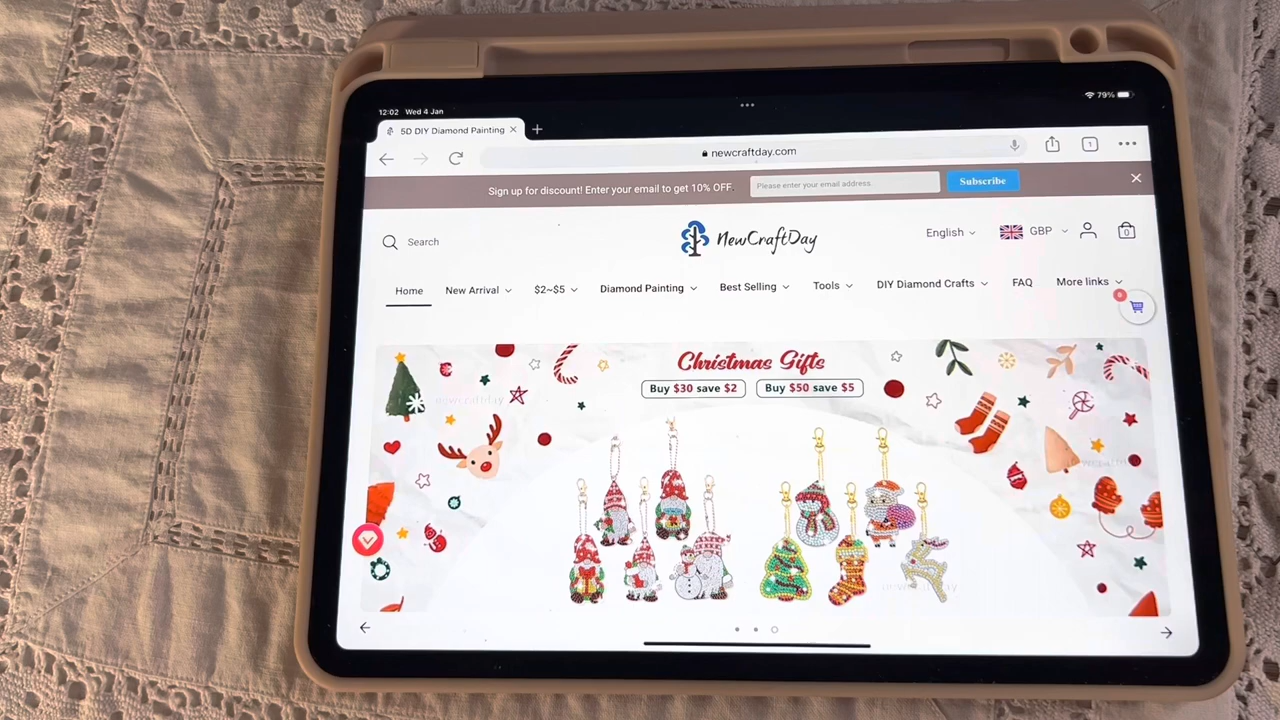 12:02 Wed 4 Jan
79%
5D DIY Diamond Painting
newcraftday.com
1
Sign up for discount! Enter your email to get 10% OFF.
Please enter your email address
Subscribe
Search
NewCraftDay
English
GBP
0
Home
New Arrival
$2~$5
Diamond Painting
Best Selling
Tools
DIY Diamond Crafts
FAQ
More links
Christmas Gifts
Buy $30 save $2
Buy $50 save $5
newcraftday